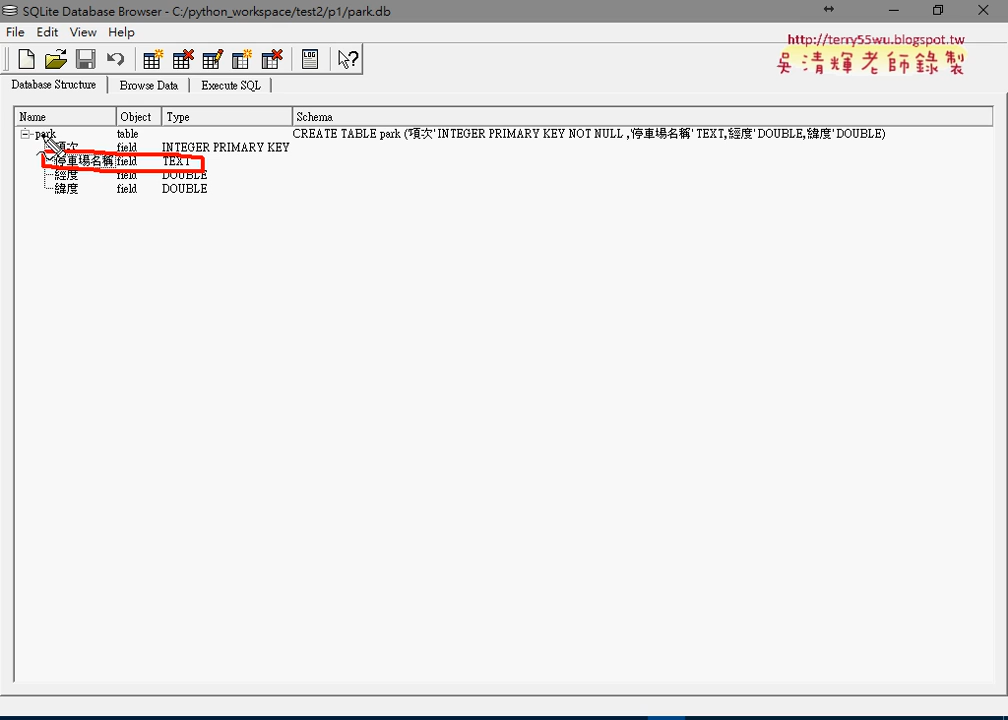 SQLite Database Browser - C:/python_workspace/test2/p1/park.db
http://terry55wu.blogspot.tw
吳清輝老師錄製
File Edit View Help
LOG
Database Structure Browse Data Execute SQL
Name Object Type Schema
park table CREATE TABLE park ('項次' INTEGER PRIMARY KEY NOT NULL ,'停車場名稱' TEXT,'經度' DOUBLE,'緯度' DOUBLE)
項次 field INTEGER PRIMARY KEY
停車場名稱 field TEXT
經度 field DOUBLE
緯度 field DOUBLE